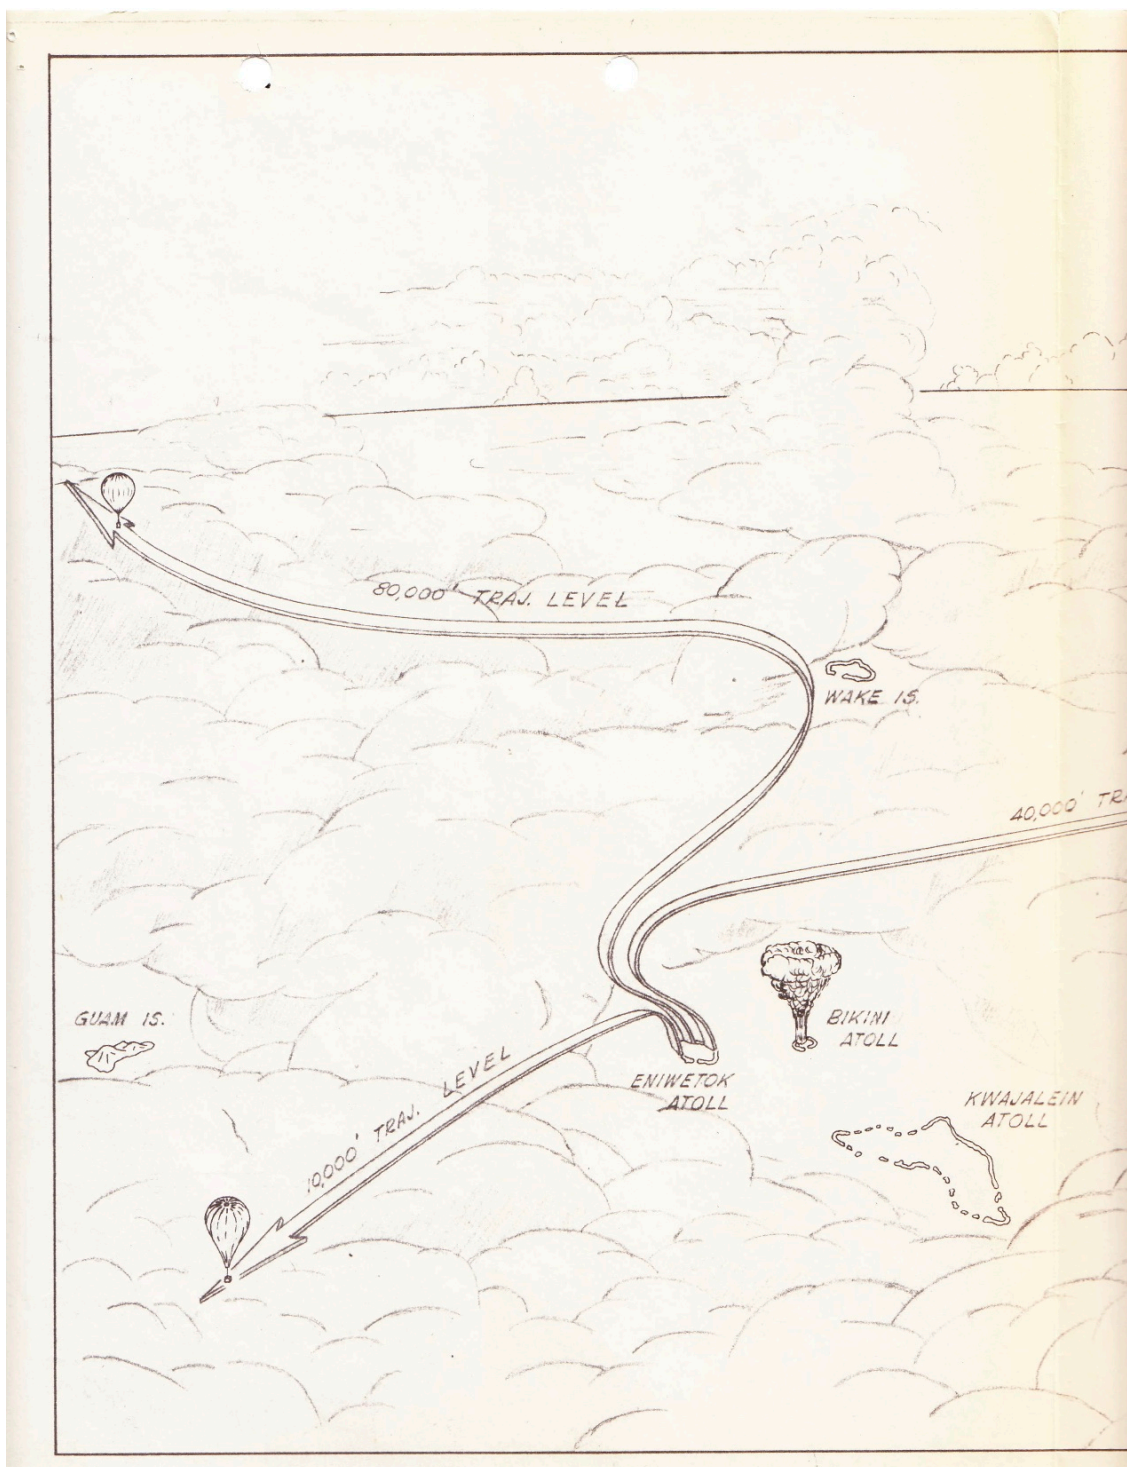 80,000' TRAJ. LEVEL
WAKE IS.
40,000'
GUAM IS.
BIKINI
ATOLL
10,000' TRAJ. LEVEL
ENIWETOK
ATOLL
KWAJALEIN
ATOLL